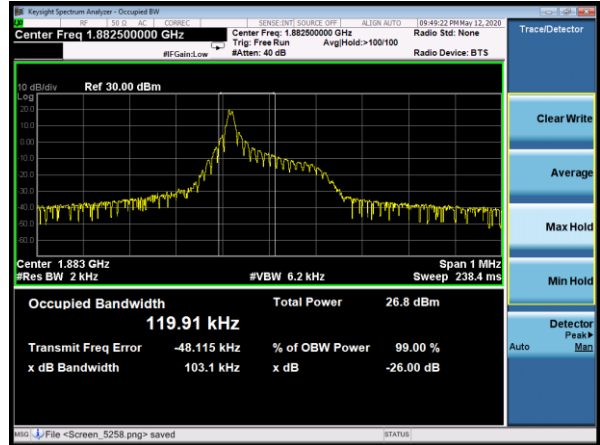 Keysight Spectrum Analyzer - Occupied BW
RF 50 Ω AC CORREC SENSE:INT SOURCE OFF ALIGN AUTO 09:49:22 PM May 12, 2020
Center Freq 1.882500000 GHz
Center Freq: 1.882500000 GHz
Radio Std: None
Trig: Free Run Avg|Hold:>100/100
#IFGain:Low #Atten: 40 dB Radio Device: BTS
Trace/Detector
10 dB/div Ref 30.00 dBm
Log
20.0
10.0
0.00
-10.0
-20.0
-30.0
-40.0
-50.0
-60.0
Clear Write
Average
Max Hold
Min Hold
Detector
Peak▶
Auto Man
Center 1.883 GHz Span 1 MHz
#Res BW 2 kHz #VBW 6.2 kHz Sweep 238.4 ms
Occupied Bandwidth Total Power 26.8 dBm
119.91 kHz
Transmit Freq Error -48.115 kHz % of OBW Power 99.00 %
x dB Bandwidth 103.1 kHz x dB -26.00 dB
MSG File <Screen_5258.png> saved STATUS